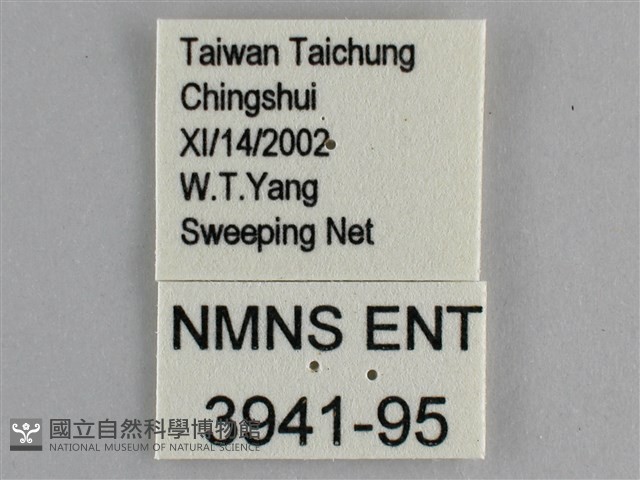 Taiwan Taichung
Chingshui
XI/14/2002
W.T.Yang
Sweeping Net
NMNS ENT
3941-95
國立自然科學博物館
NATIONAL MUSEUM OF NATURAL SCIENCE